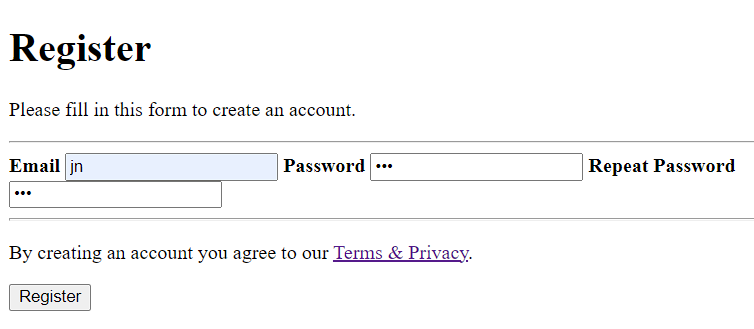 Register
Please fill in this form to create an account.
Email jn Password ••• Repeat Password
•••
By creating an account you agree to our Terms & Privacy.
Register